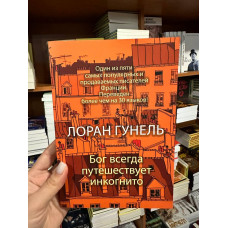 Один из пяти
самых популярных и
продаваемых писателей
Франции.
Переведен
более чем на 30 языков!
ЛОРАН ГУНЕЛЬ
Бог всегда
путешествует
инкогнито